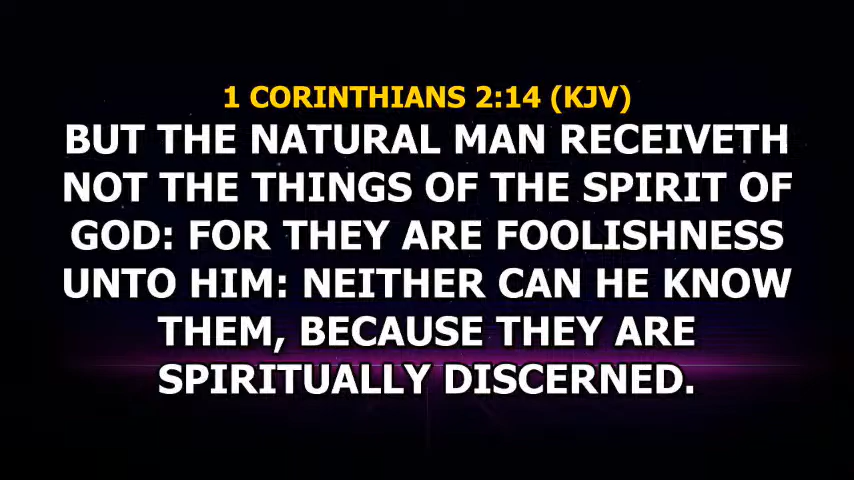 1 CORINTHIANS 2:14 (KJV)
BUT THE NATURAL MAN RECEIVETH
NOT THE THINGS OF THE SPIRIT OF
GOD: FOR THEY ARE FOOLISHNESS
UNTO HIM: NEITHER CAN HE KNOW
THEM, BECAUSE THEY ARE
SPIRITUALLY DISCERNED.